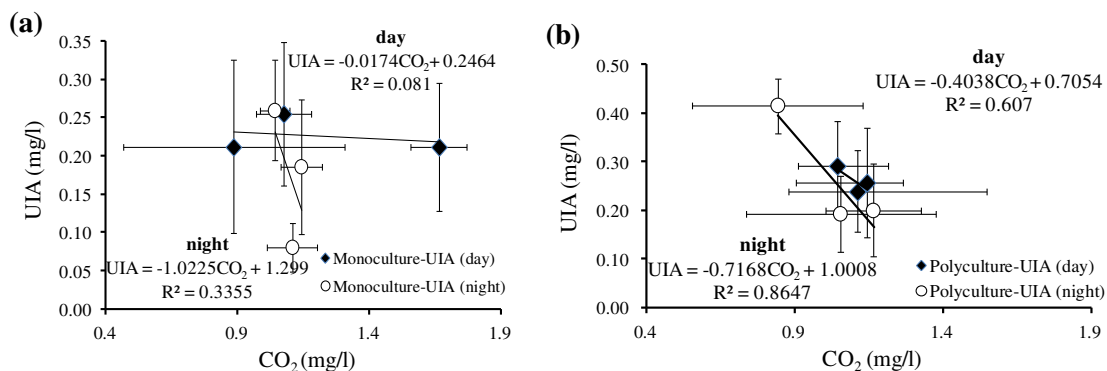 (a)
day
UIA = -0.0174CO₂+ 0.2464
R² = 0.081
0.35
0.30
0.25
0.20
0.15
0.10
0.05
0.00
UIA (mg/l)
night
UIA = -1.0225CO₂ + 1.299
R² = 0.3355
Monoculture-UIA (day)
Monoculture-UIA (night)
0.4 0.9 1.4 1.9
CO₂ (mg/l)
(b)
day
UIA = -0.4038CO₂ + 0.7054
R² = 0.607
0.50
0.40
0.30
0.20
0.10
0.00
UIA (mg/l)
night
UIA = -0.7168CO₂ + 1.0008
R² = 0.8647
Polyculture-UIA (day)
Polyculture-UIA (night)
0.4 0.9 1.4 1.9
CO₂ (mg/l)